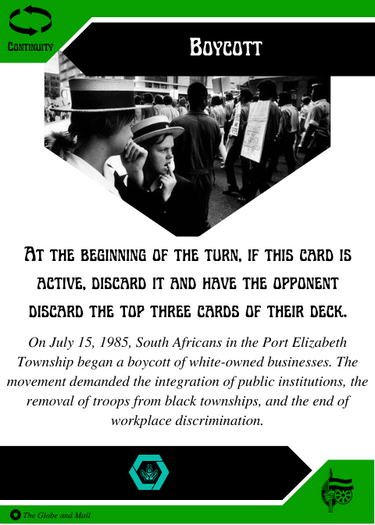 Continuity
Boycott
At the beginning of the turn, if this card is
active, discard it and have the opponent
discard the top three cards of their deck.
On July 15, 1985, South Africans in the Port Elizabeth
Township began a boycott of white-owned businesses. The
movement demanded the integration of public institutions, the
removal of troops from black townships, and the end of
workplace discrimination.
The Globe and Mail